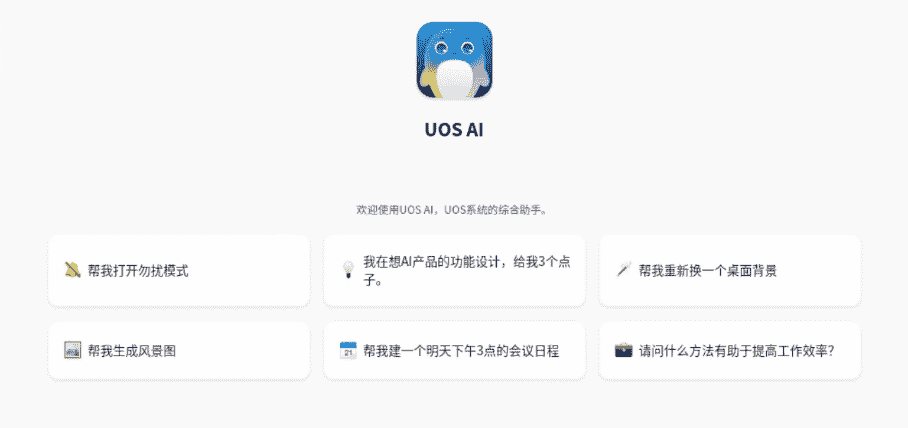 UOS AI
欢迎使用UOS AI，UOS系统的综合助手。
帮我打开勿扰模式
我在想AI产品的功能设计，给我3个点
子。
帮我重新换一个桌面背景
帮我生成风景图
21
帮我建一个明天下午3点的会议日程
请问什么方法有助于提高工作效率？